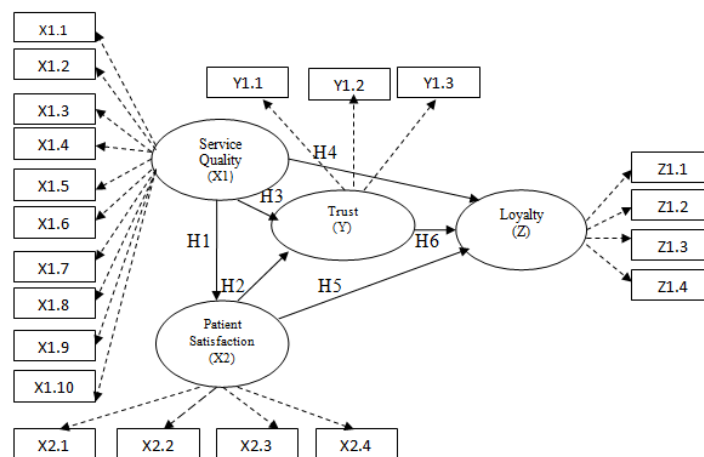 X1.1
X1.2
X1.3
X1.4
X1.5
X1.6
X1.7
X1.8
X1.9
X1.10
Y1.1
Y1.2
Y1.3
Service
Quality
(X1)
H4
H3
Trust
(Y)
H6
Loyalty
(Z)
Z1.1
Z1.2
Z1.3
Z1.4
H1
H2
H5
Patient
Satisfaction
(X2)
X2.1
X2.2
X2.3
X2.4